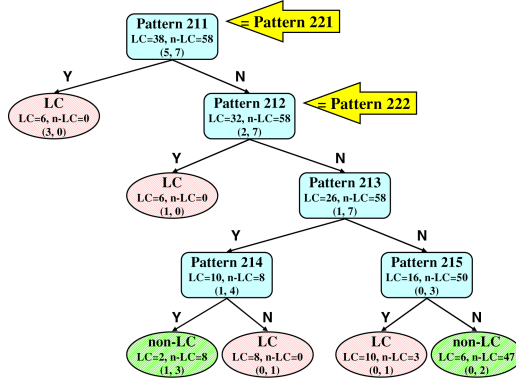 Pattern 211
LC=38, n-LC=58
(5, 7)
= Pattern 221
Y
N
LC
LC=6, n-LC=0
(3, 0)
Pattern 212
LC=32, n-LC=58
(2, 7)
= Pattern 222
Y
N
LC
LC=6, n-LC=0
(1, 0)
Pattern 213
LC=26, n-LC=58
(1, 7)
Y
N
Pattern 214
LC=10, n-LC=8
(1, 4)
Pattern 215
LC=16, n-LC=50
(0, 3)
Y
N
Y
N
non-LC
LC=2, n-LC=8
(1, 3)
LC
LC=8, n-LC=0
(0, 1)
LC
LC=10, n-LC=3
(0, 1)
non-LC
LC=6, n-LC=47
(0, 2)